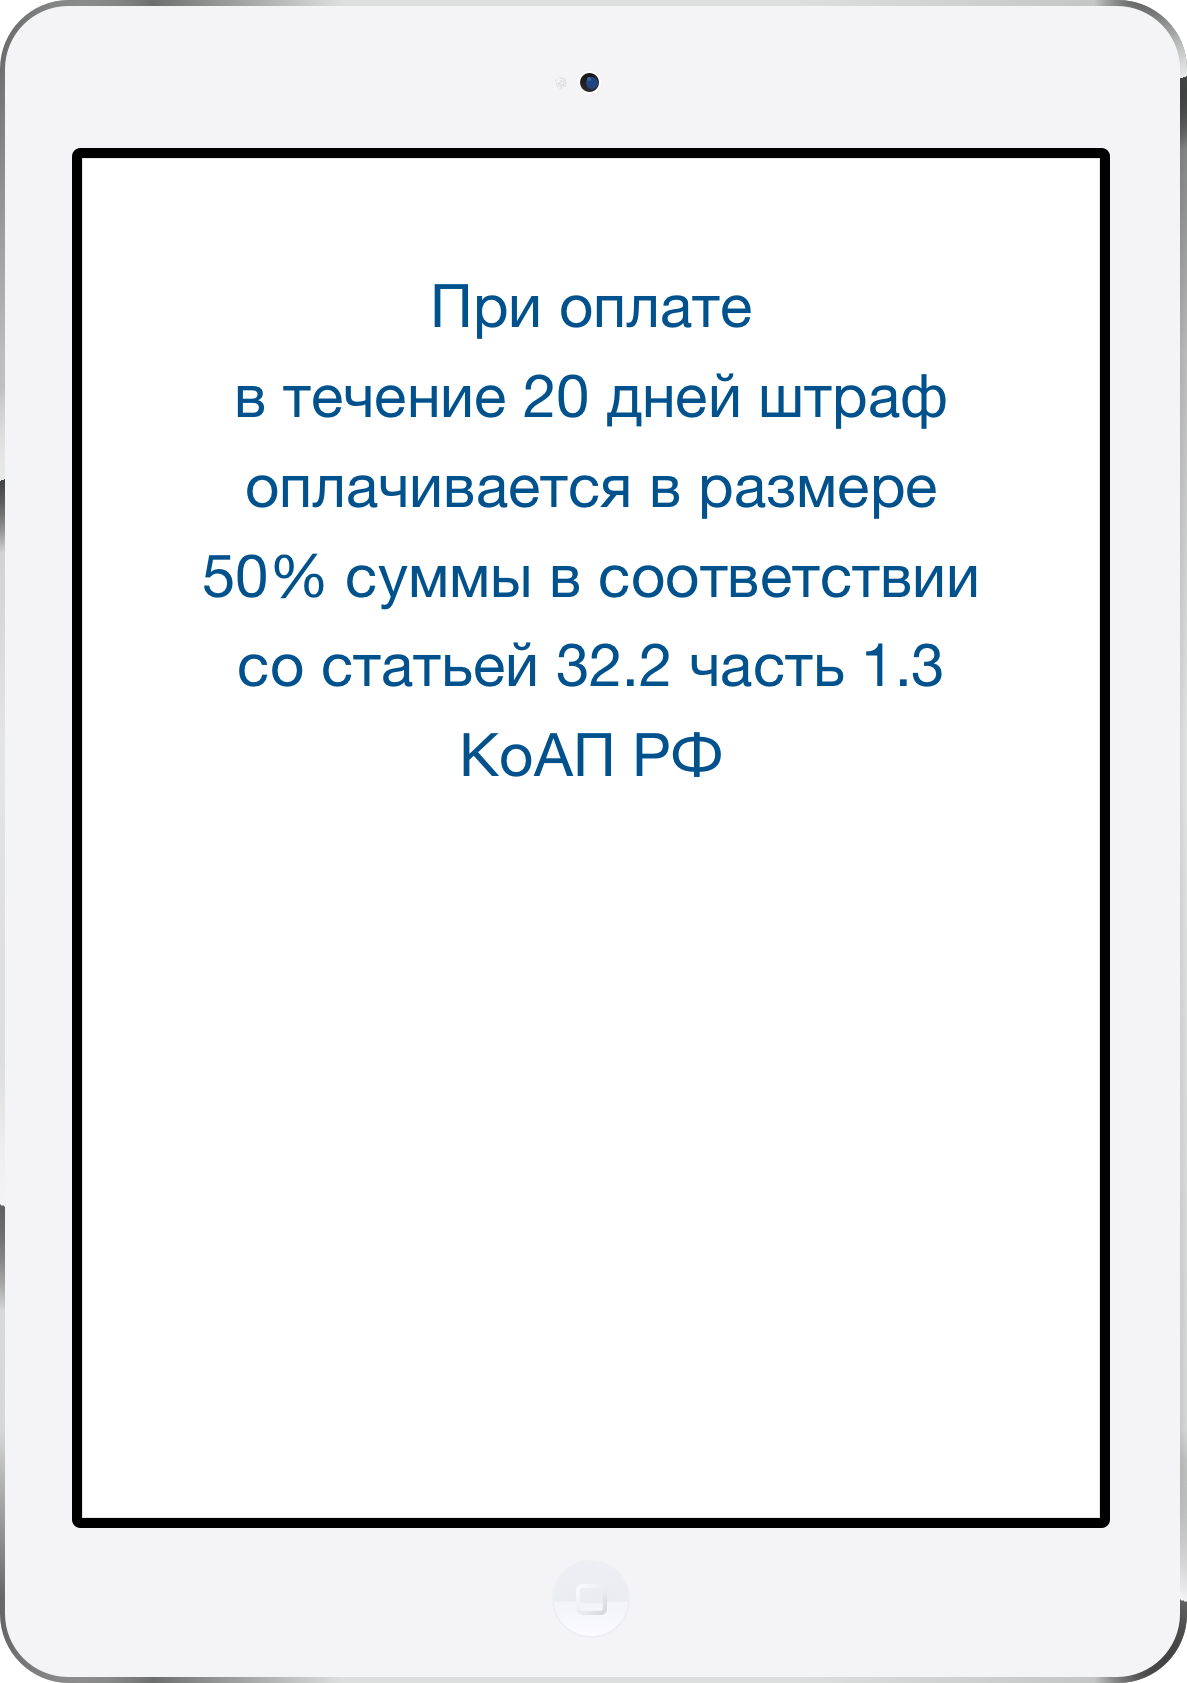 При оплате
в течение 20 дней штраф
оплачивается в размере
50% суммы в соответствии
со статьей 32.2 часть 1.3
КоАП РФ